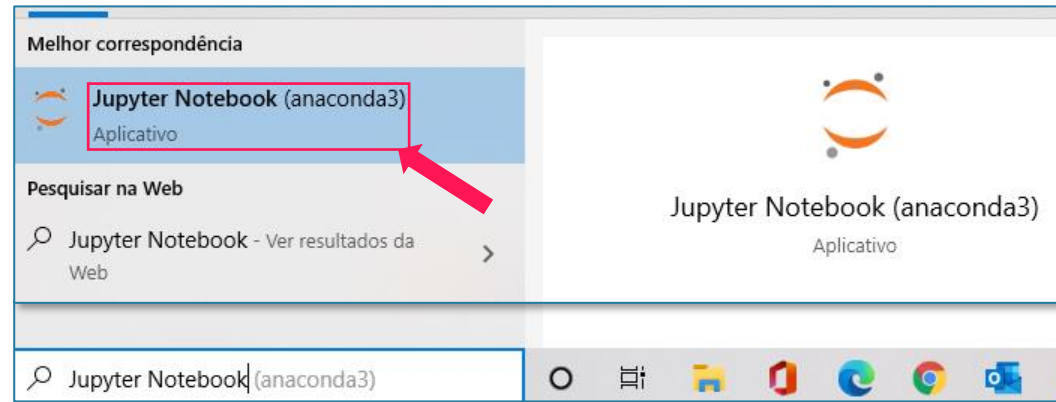 Melhor correspondência
Jupyter Notebook (anaconda3)
Aplicativo
Pesquisar na Web
Jupyter Notebook - Ver resultados da
Web
Jupyter Notebook (anaconda3)
Aplicativo
Jupyter Notebook (anaconda3)